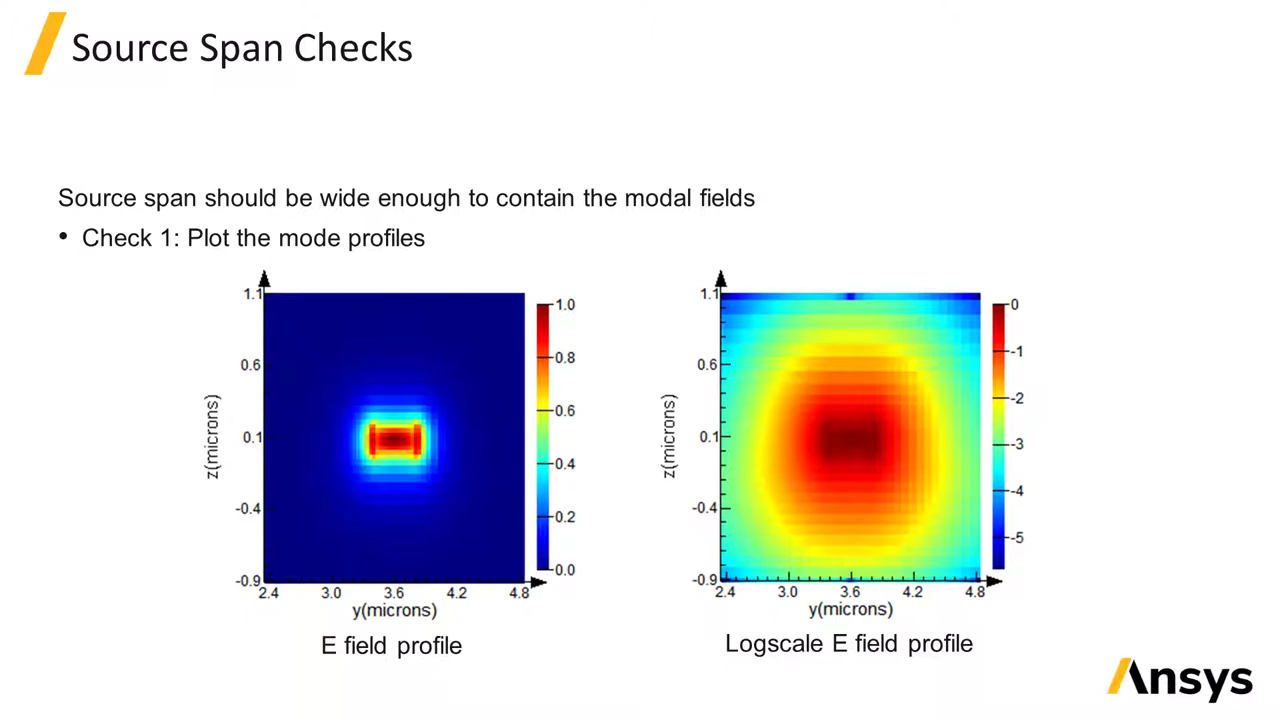 Source Span Checks
Source span should be wide enough to contain the modal fields
• Check 1: Plot the mode profiles
1.1
0.6
0.1
-0.4
-0.9
z(microns)
2.4 3.0 3.6 4.2 4.8
y(microns)
1.0
0.8
0.6
0.4
0.2
0.0
E field profile
1.1
0.6
0.1
-0.4
-0.9
z(microns)
2.4 3.0 3.6 4.2 4.8
y(microns)
0
-1
-2
-3
-4
-5
Logscale E field profile
Ansys